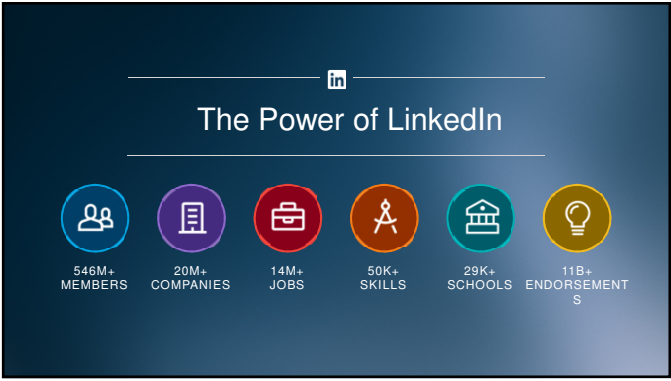 in
The Power of LinkedIn
546M+
MEMBERS
20M+
COMPANIES
14M+
JOBS
50K+
SKILLS
29K+
SCHOOLS
11B+
ENDORSEMENT
S